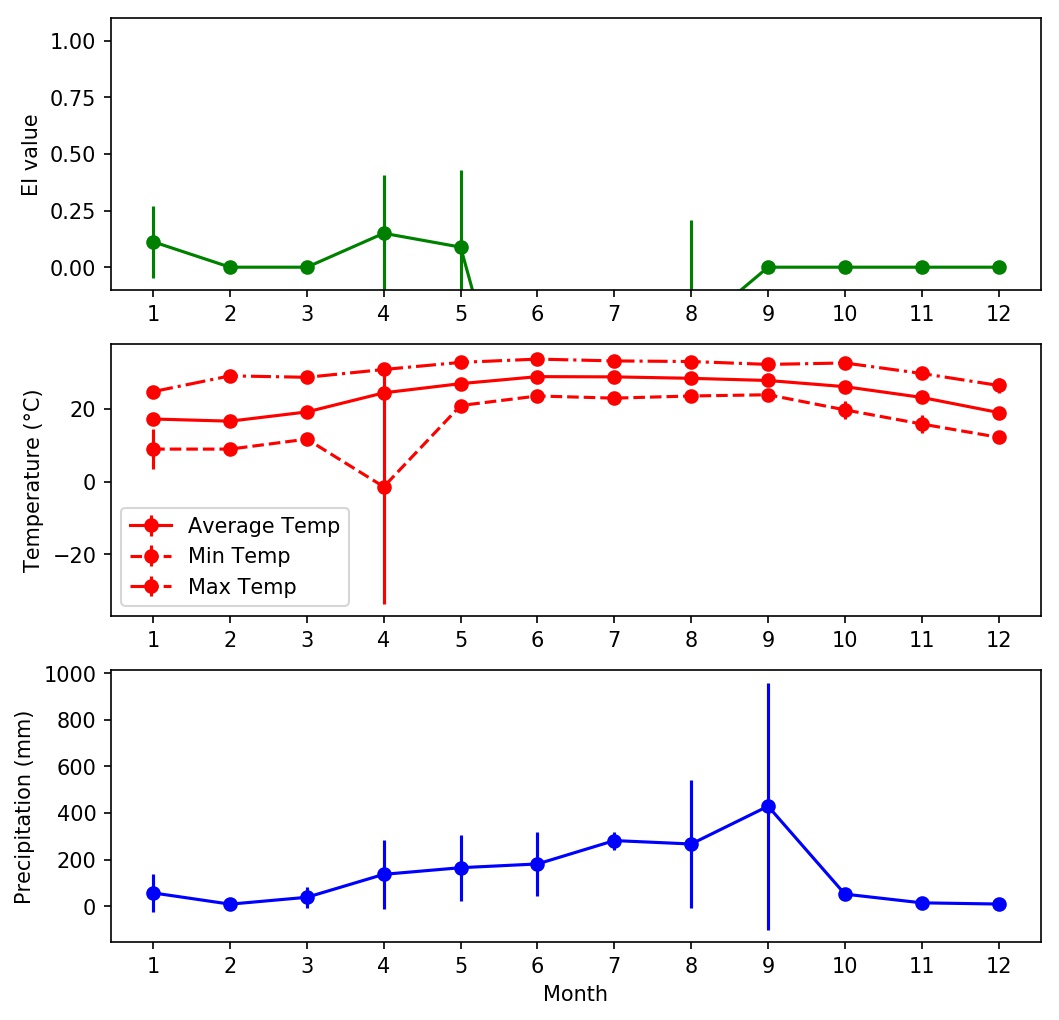 1.00
0.75
0.50
0.25
0.00
EI value
1 2 3 4 5 6 7 8 9 10 11 12
20
0
−20
Temperature (°C)
Average Temp
Min Temp
Max Temp
1 2 3 4 5 6 7 8 9 10 11 12
1000
800
600
400
200
0
Precipitation (mm)
1 2 3 4 5 6 7 8 9 10 11 12
Month